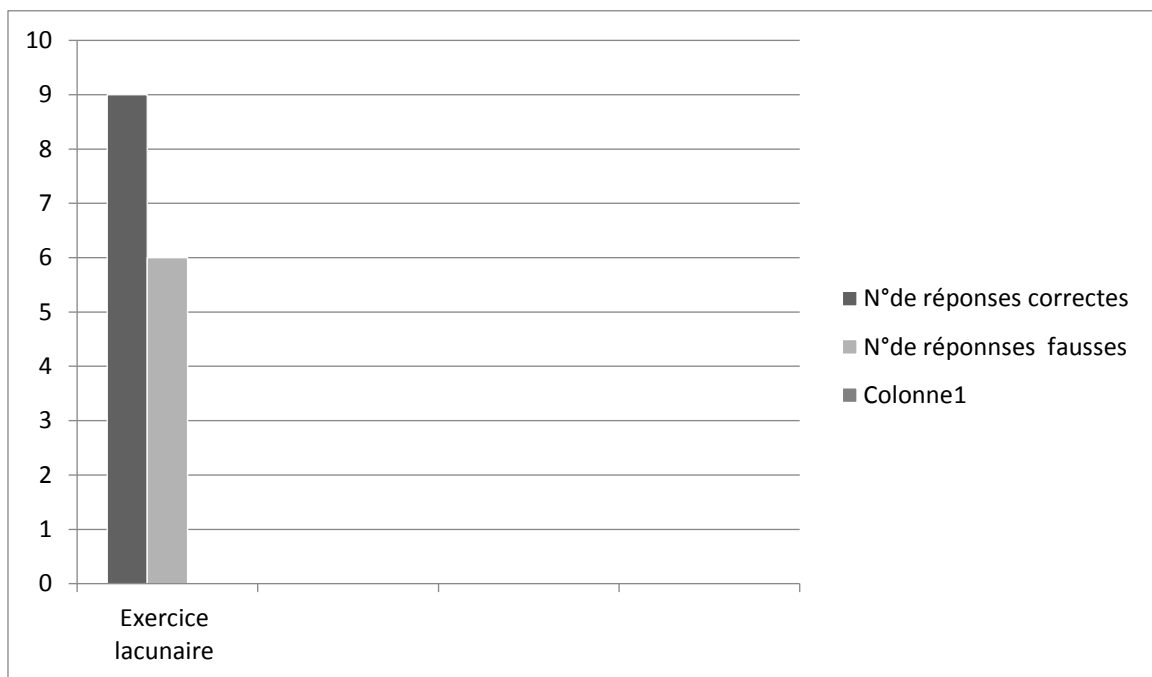 10
9
8
7
6
5
4
3
2
1
0
Exercice
lacunaire
N°de réponses correctes
N°de réponnses fausses
Colonne1